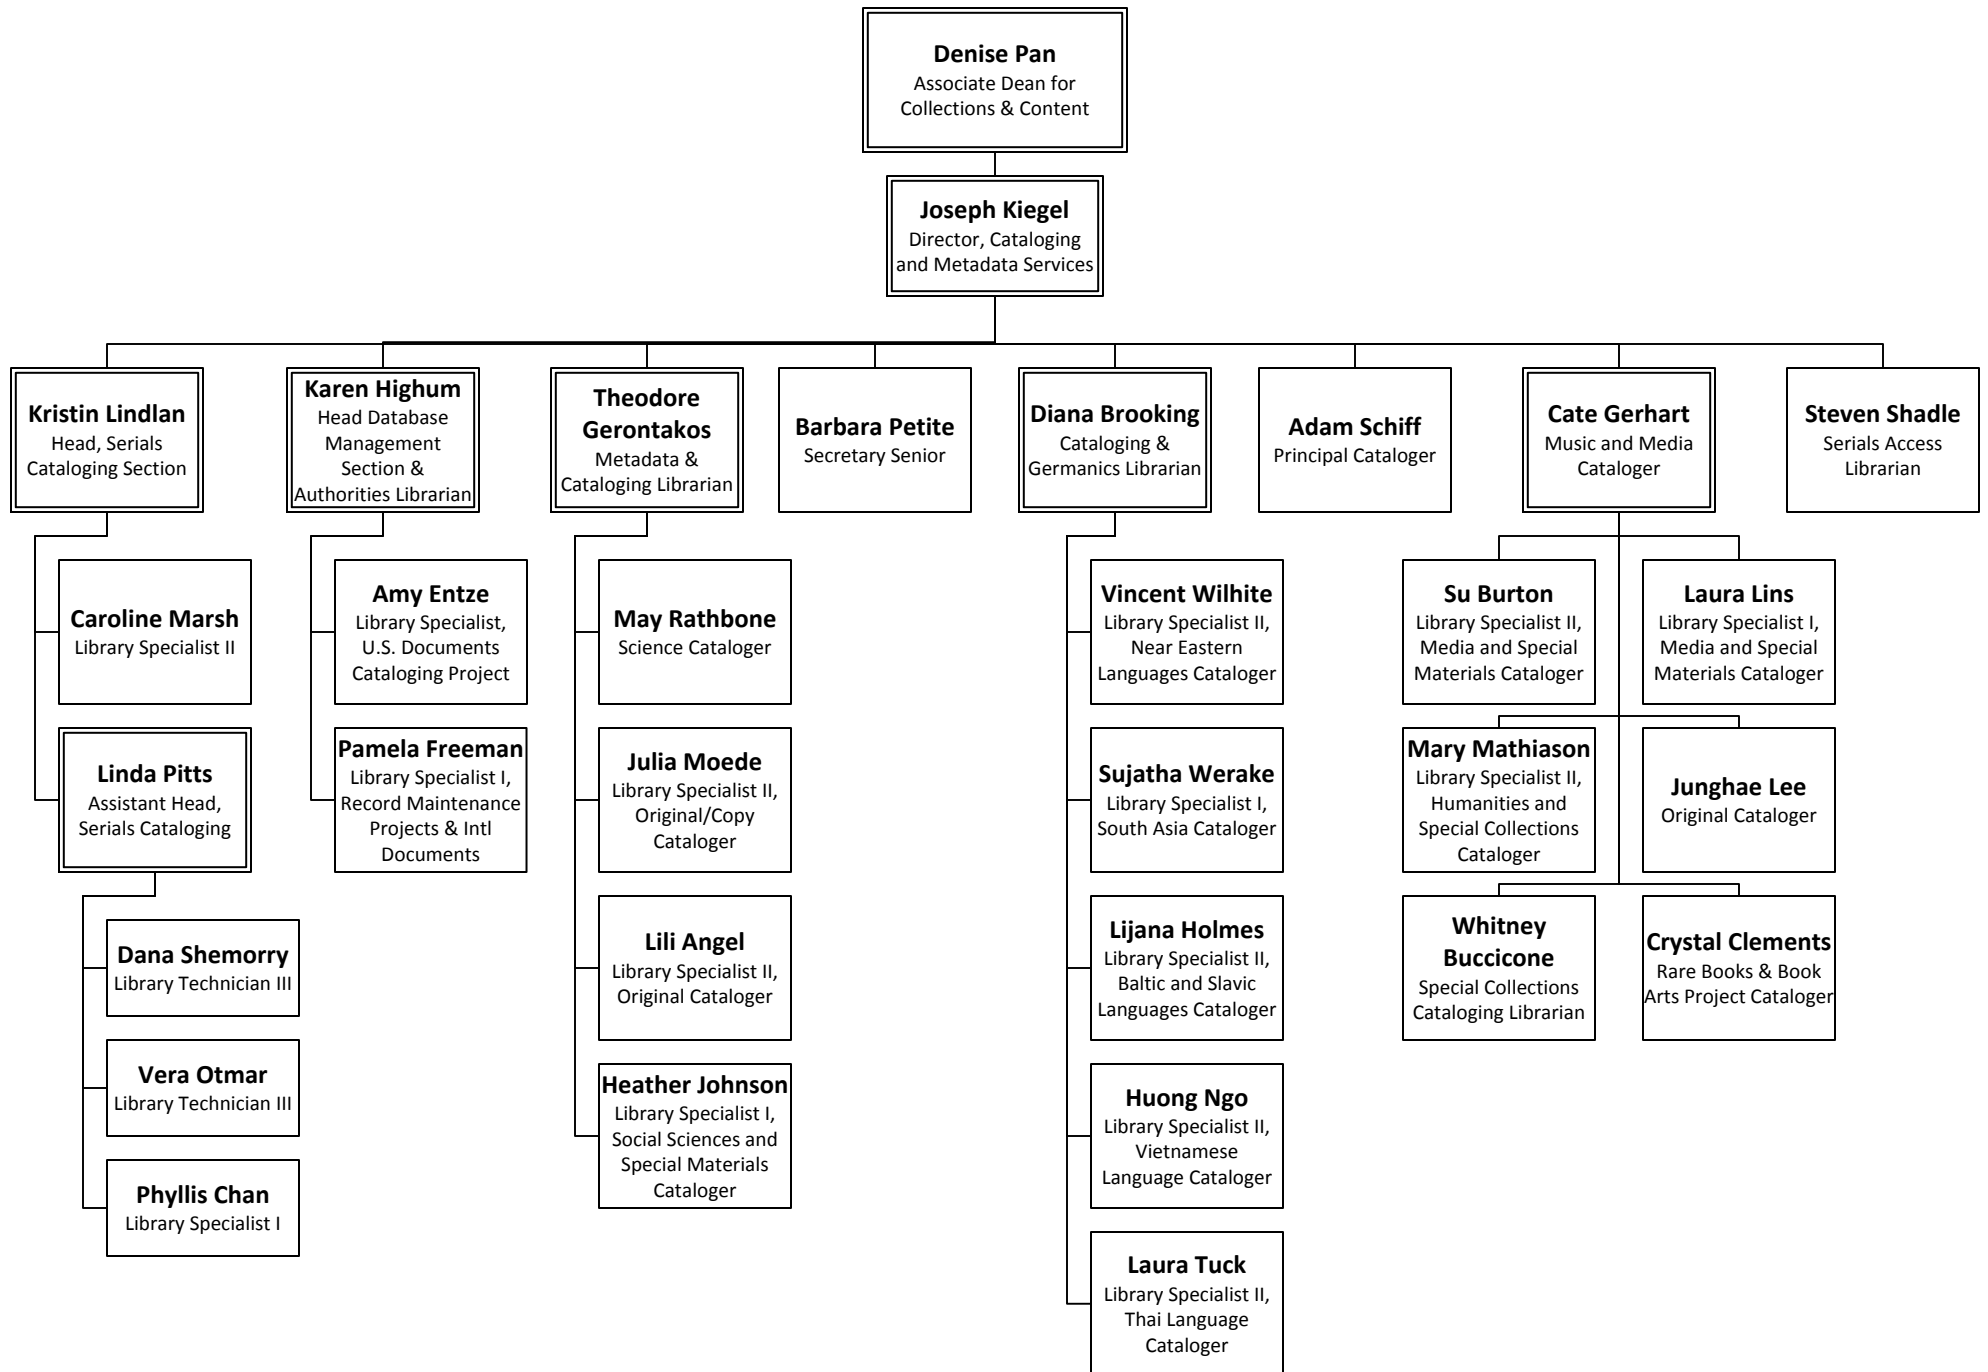 Denise Pan
Associate Dean for
Collections & Content
Joseph Kiegel
Director, Cataloging
and Metadata Services
Kristin Lindlan
Head, Serials
Cataloging Section
Karen Highum
Head Database
Management
Section &
Authorities Librarian
Theodore
Gerontakos
Metadata &
Cataloging Librarian
Barbara Petite
Secretary Senior
Diana Brooking
Cataloging &
Germanics Librarian
Adam Schiff
Principal Cataloger
Cate Gerhart
Music and Media
Cataloger
Steven Shadle
Serials Access
Librarian
Caroline Marsh
Library Specialist II
Linda Pitts
Assistant Head,
Serials Cataloging
Dana Shemorry
Library Technician III
Vera Otmar
Library Technician III
Phyllis Chan
Library Specialist I
Amy Entze
Library Specialist,
U.S. Documents
Cataloging Project
Pamela Freeman
Library Specialist I,
Record Maintenance
Projects & Intl
Documents
May Rathbone
Science Cataloger
Julia Moede
Library Specialist II,
Original/Copy
Cataloger
Lili Angel
Library Specialist II,
Original Cataloger
Heather Johnson
Library Specialist I,
Social Sciences and
Special Materials
Cataloger
Vincent Wilhite
Library Specialist II,
Near Eastern
Languages Cataloger
Sujatha Werake
Library Specialist I,
South Asia Cataloger
Lijana Holmes
Library Specialist II,
Baltic and Slavic
Languages Cataloger
Huong Ngo
Library Specialist II,
Vietnamese
Language Cataloger
Laura Tuck
Library Specialist II,
Thai Language
Cataloger
Su Burton
Library Specialist II,
Media and Special
Materials Cataloger
Laura Lins
Library Specialist I,
Media and Special
Materials Cataloger
Mary Mathiason
Library Specialist II,
Humanities and
Special Collections
Cataloger
Junghae Lee
Original Cataloger
Whitney
Buccicone
Special Collections
Cataloging Librarian
Crystal Clements
Rare Books & Book
Arts Project Cataloger